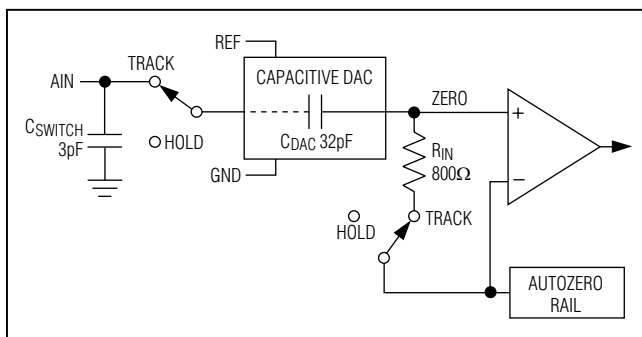 REF
TRACK
CAPACITIVE DAC
AIN
ZERO
+
CSWITCH
3pF
HOLD
CDAC 32pF
RIN
800Ω
GND
−
HOLD
TRACK
AUTOZERO
RAIL